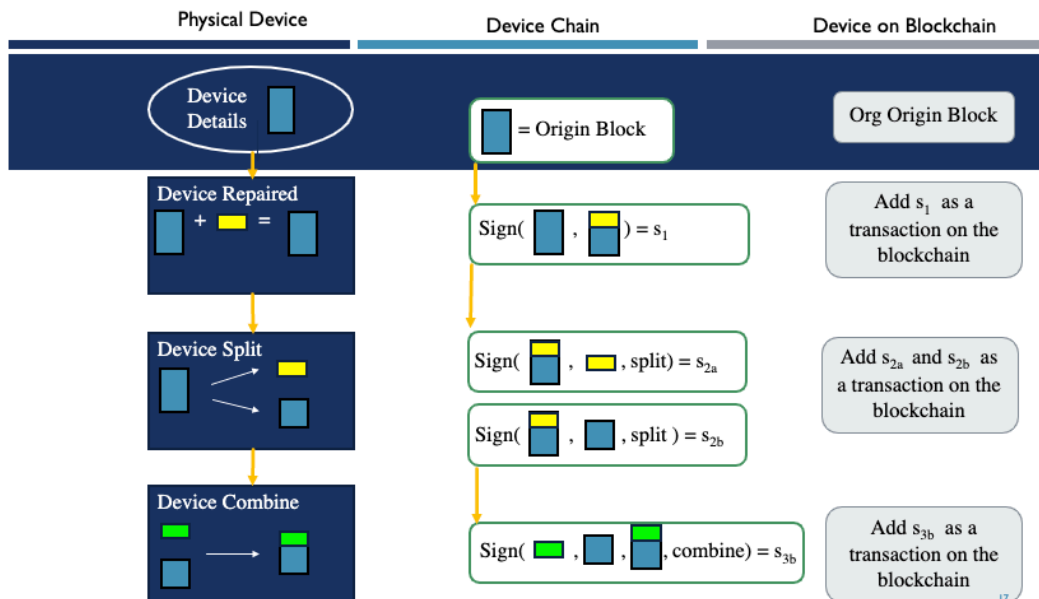 Physical Device
Device Chain
Device on Blockchain
Device
Details
= Origin Block
Org Origin Block
Device Repaired
+ =
Sign( , ) = s₁
Add s₁ as a
transaction on the
blockchain
Device Split
Sign( , , split) = s₂ₐ
Sign( , , split ) = s₂b
Add s₂ₐ and s₂b as
a transaction on the
blockchain
Device Combine
Sign( , , , combine) = s₃b
Add s₃b as a
transaction on the
blockchain